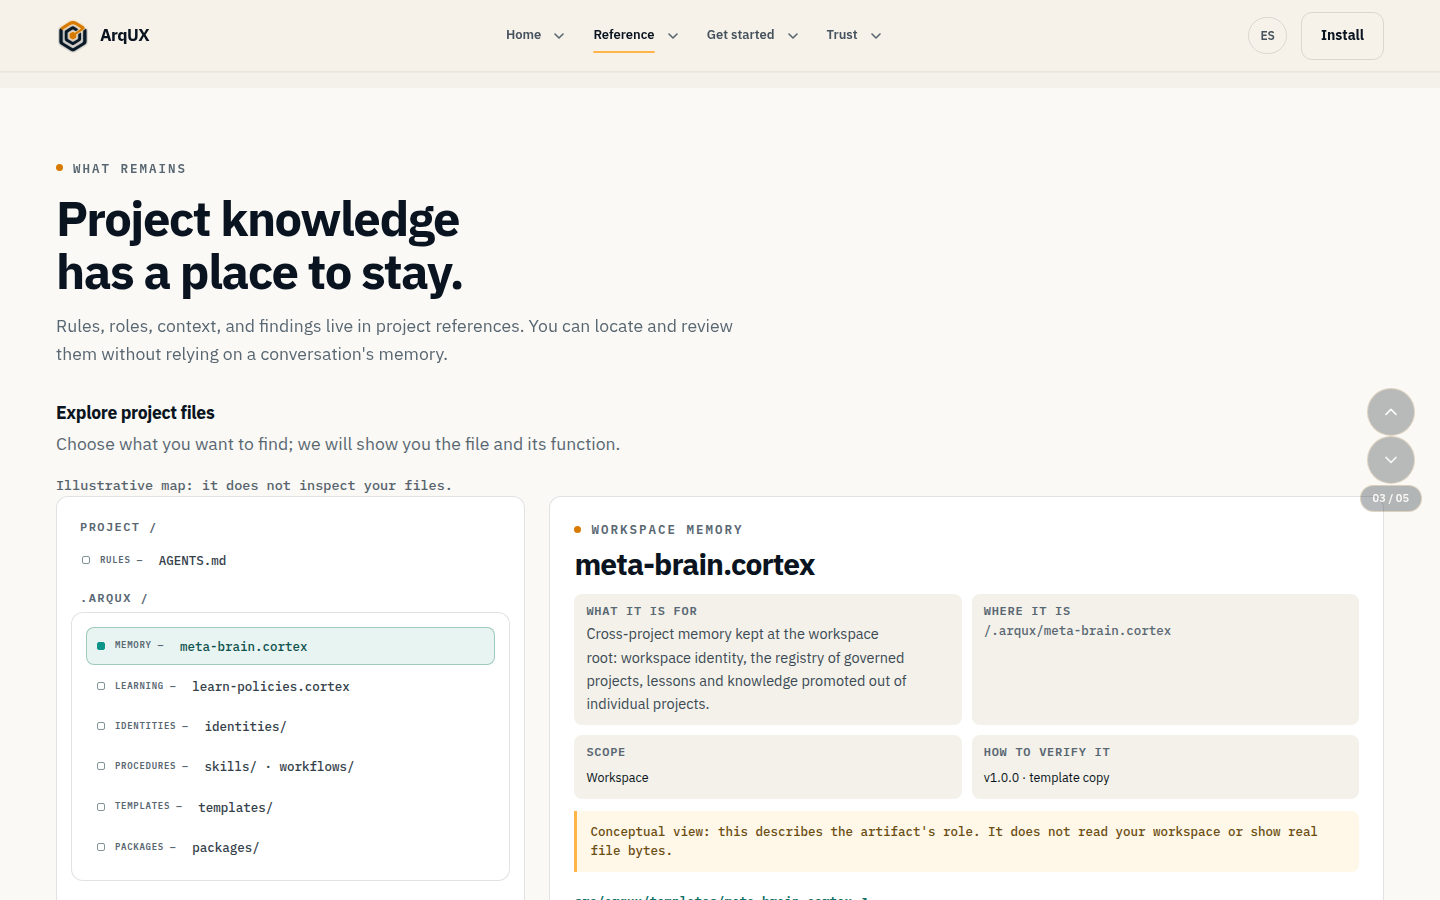 ArqUX
Home
Reference
Get started
Trust
ES
Install
WHAT REMAINS
Project knowledge
has a place to stay.
Rules, roles, context, and findings live in project references. You can locate and review
them without relying on a conversation's memory.
Explore project files
Choose what you want to find; we will show you the file and its function.
Illustrative map: it does not inspect your files.
03 / 05
PROJECT /
RULES – AGENTS.md
.ARQUX /
MEMORY – meta-brain.cortex
LEARNING – learn-policies.cortex
IDENTITIES – identities/
PROCEDURES – skills/ · workflows/
TEMPLATES – templates/
PACKAGES – packages/
WORKSPACE MEMORY
meta-brain.cortex
WHAT IT IS FOR
Cross-project memory kept at the workspace
root: workspace identity, the registry of governed
projects, lessons and knowledge promoted out of
individual projects.
WHERE IT IS
/.arqux/meta-brain.cortex
SCOPE
Workspace
HOW TO VERIFY IT
v1.0.0 · template copy
Conceptual view: this describes the artifact's role. It does not read your workspace or show real
file bytes.